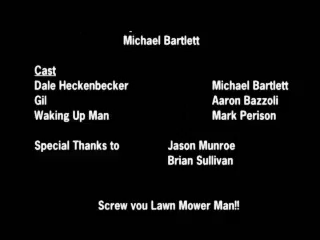 Michael Bartlett
Cast
Dale Heckenbecker Michael Bartlett
Gil Aaron Bazzoli
Waking Up Man Mark Perison
Special Thanks to Jason Munroe
Brian Sullivan
Screw you Lawn Mower Man!!